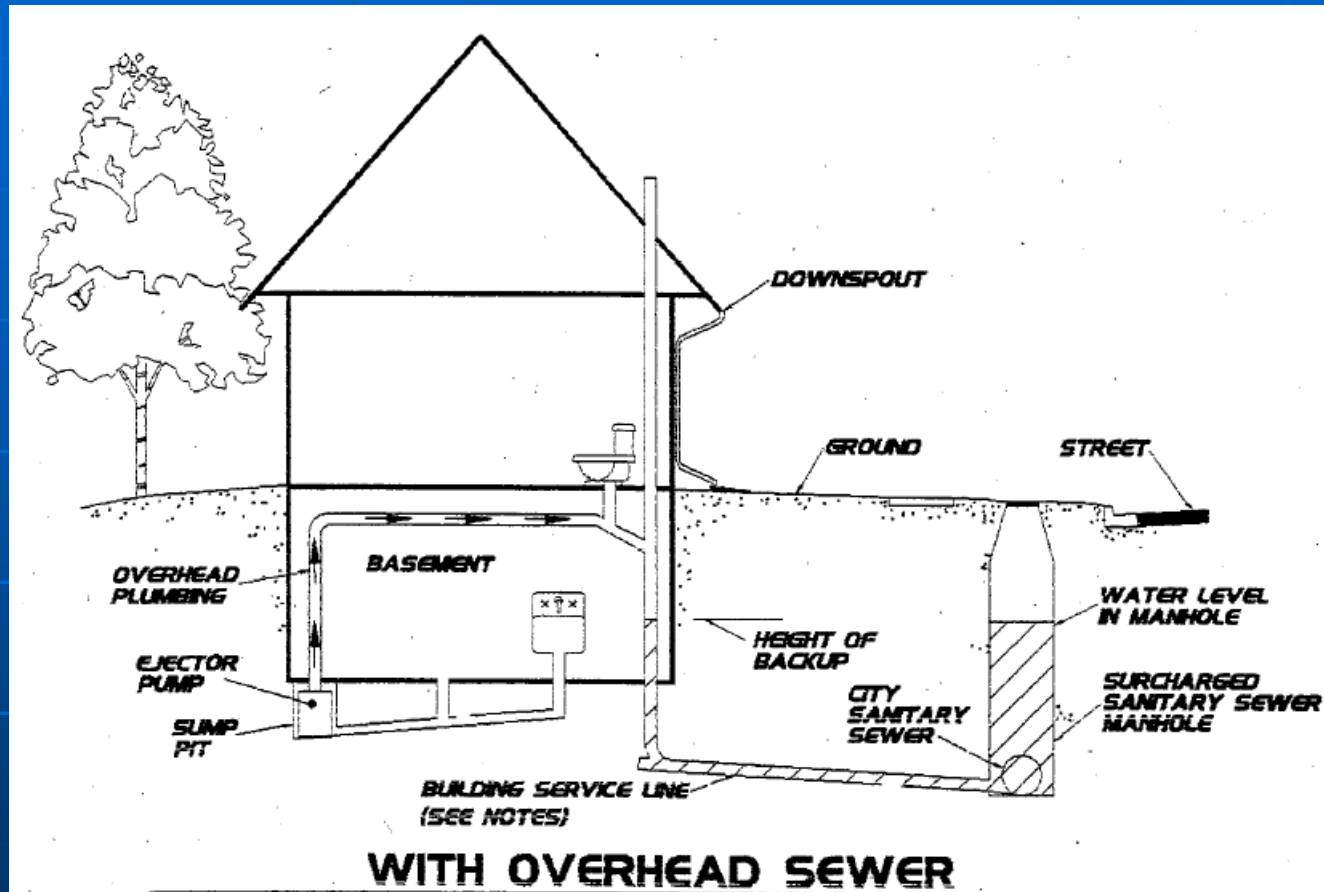 DOWNSPOUT
GROUND
STREET
OVERHEAD
PLUMBING
BASEMENT
EJECTOR
PUMP
SUMP
PIT
HEIGHT OF
BACKUP
WATER LEVEL
IN MANHOLE
CITY
SANITARY
SEWER
SURCHARGED
SANITARY SEWER
MANHOLE
BUILDING SERVICE LINE
(SEE NOTES)
WITH OVERHEAD SEWER